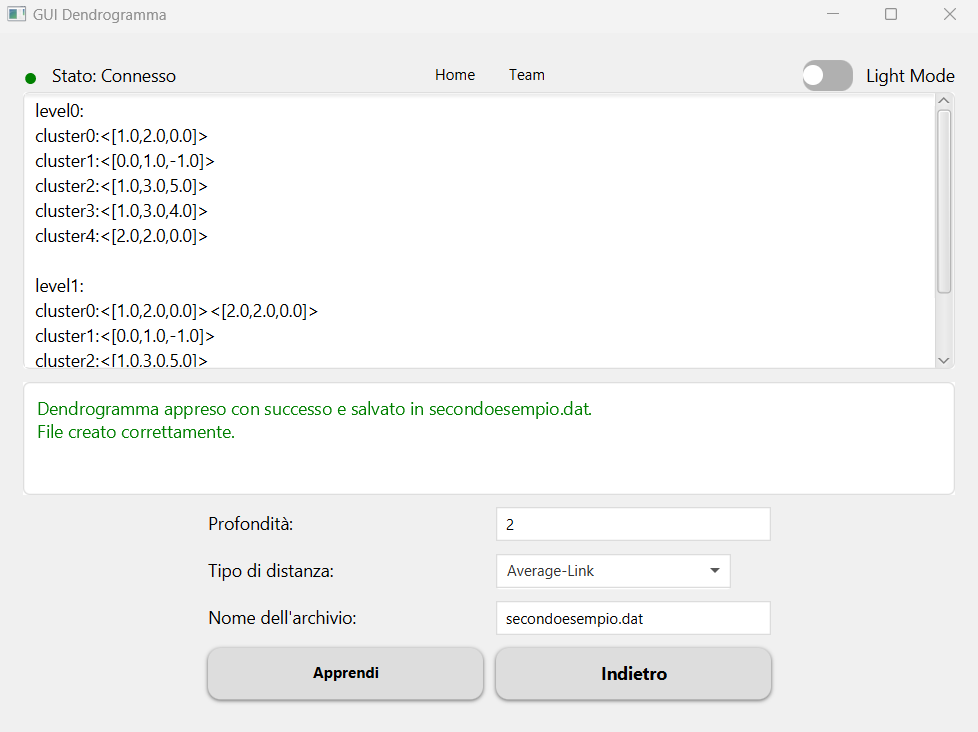 GUI Dendrogramma
Stato: Connesso
Home
Team
Light Mode
level0:
cluster0:<[1.0,2.0,0.0]>
cluster1:<[0.0,1.0,-1.0]>
cluster2:<[1.0,3.0,5.0]>
cluster3:<[1.0,3.0,4.0]>
cluster4:<[2.0,2.0,0.0]>
level1:
cluster0:<[1.0,2.0,0.0]><[2.0,2.0,0.0]>
cluster1:<[0.0,1.0,-1.0]>
cluster2:<[1.0,3.0,5.0]>
Dendrogramma appreso con successo e salvato in secondoesempio.dat.
File creato correttamente.
Profondità:
2
Tipo di distanza:
Average-Link
Nome dell'archivio:
secondoesempio.dat
Apprendi
Indietro